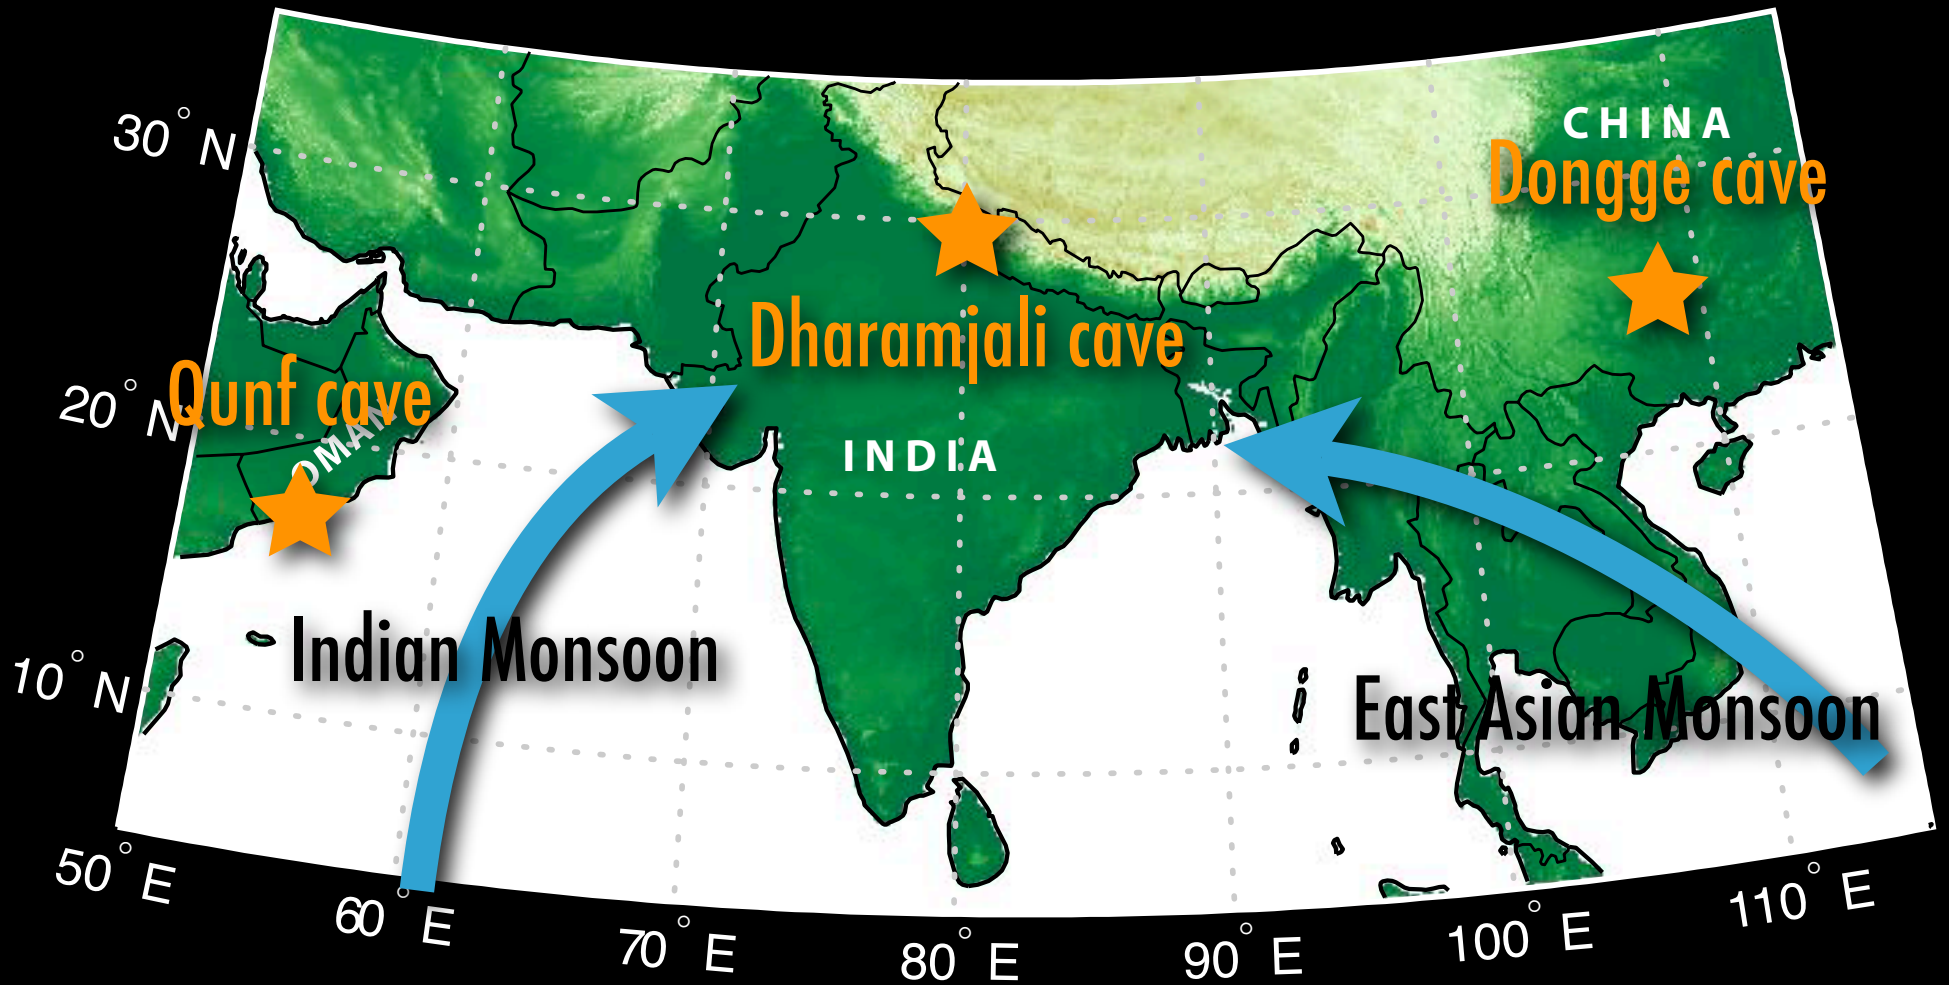 30° N
CHINA
Dongge cave
Dharamjali cave
Qunf cave
20° N
OMAN
INDIA
Indian Monsoon
10° N
East Asian Monsoon
50° E
60° E
70° E
80° E
90° E
100° E
110° E